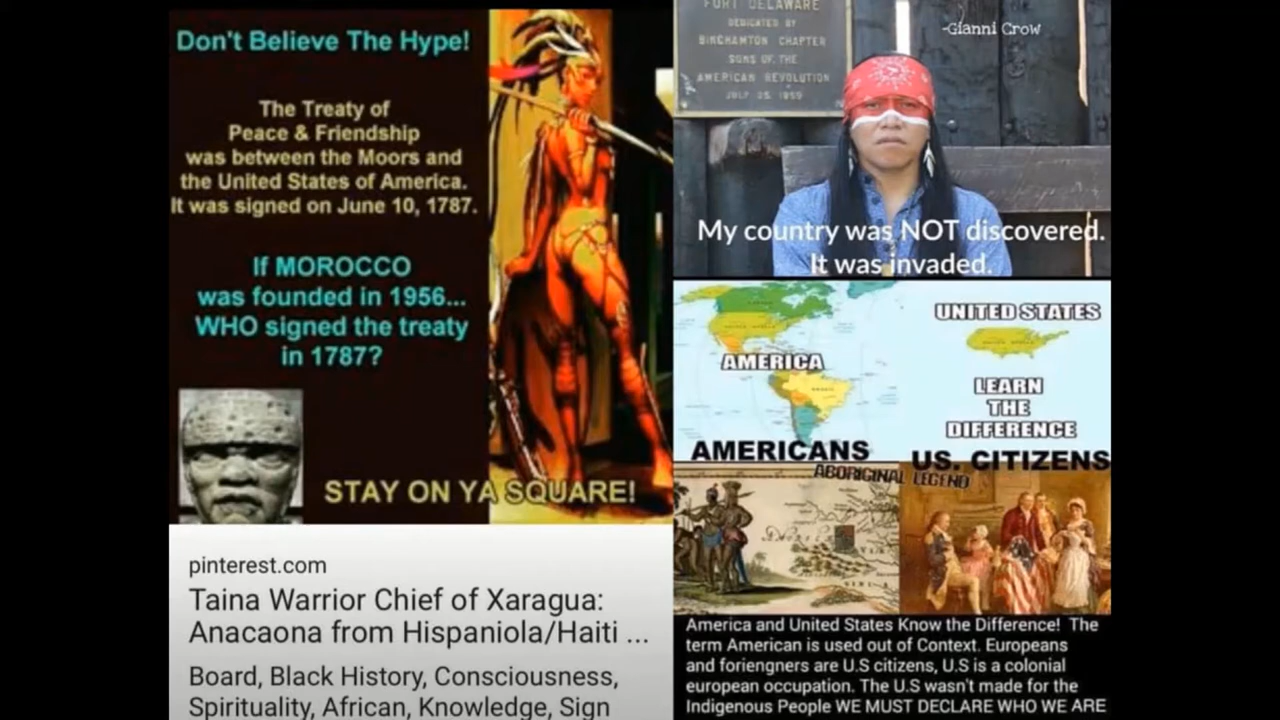 Don't Believe The Hype!
The Treaty of
Peace & Friendship
was between the Moors and
the United States of America.
It was signed on June 10, 1787.
If MOROCCO
was founded in 1956...
WHO signed the treaty
in 1787?
STAY ON YA SQUARE!
pinterest.com
Taina Warrior Chief of Xaragua:
Anacaona from Hispaniola/Haiti ...
Board, Black History, Consciousness,
Spirituality, African, Knowledge, Sign
FORT DELAWARE
DEDICATED BY
BINGHAMTON CHAPTER
SONS OF THE
AMERICAN REVOLUTION
-Gianni Crow
My country was NOT discovered.
It was invaded.
UNITED STATES
AMERICA
LEARN
THE
DIFFERENCE
AMERICANS
US. CITIZENS
ABORIGINAL LEGEND
America and United States Know the Difference! The
term American is used out of Context. Europeans
and foriengners are U.S citizens, U.S is a colonial
european occupation. The U.S wasn't made for the
Indigenous People WE MUST DECLARE WHO WE ARE